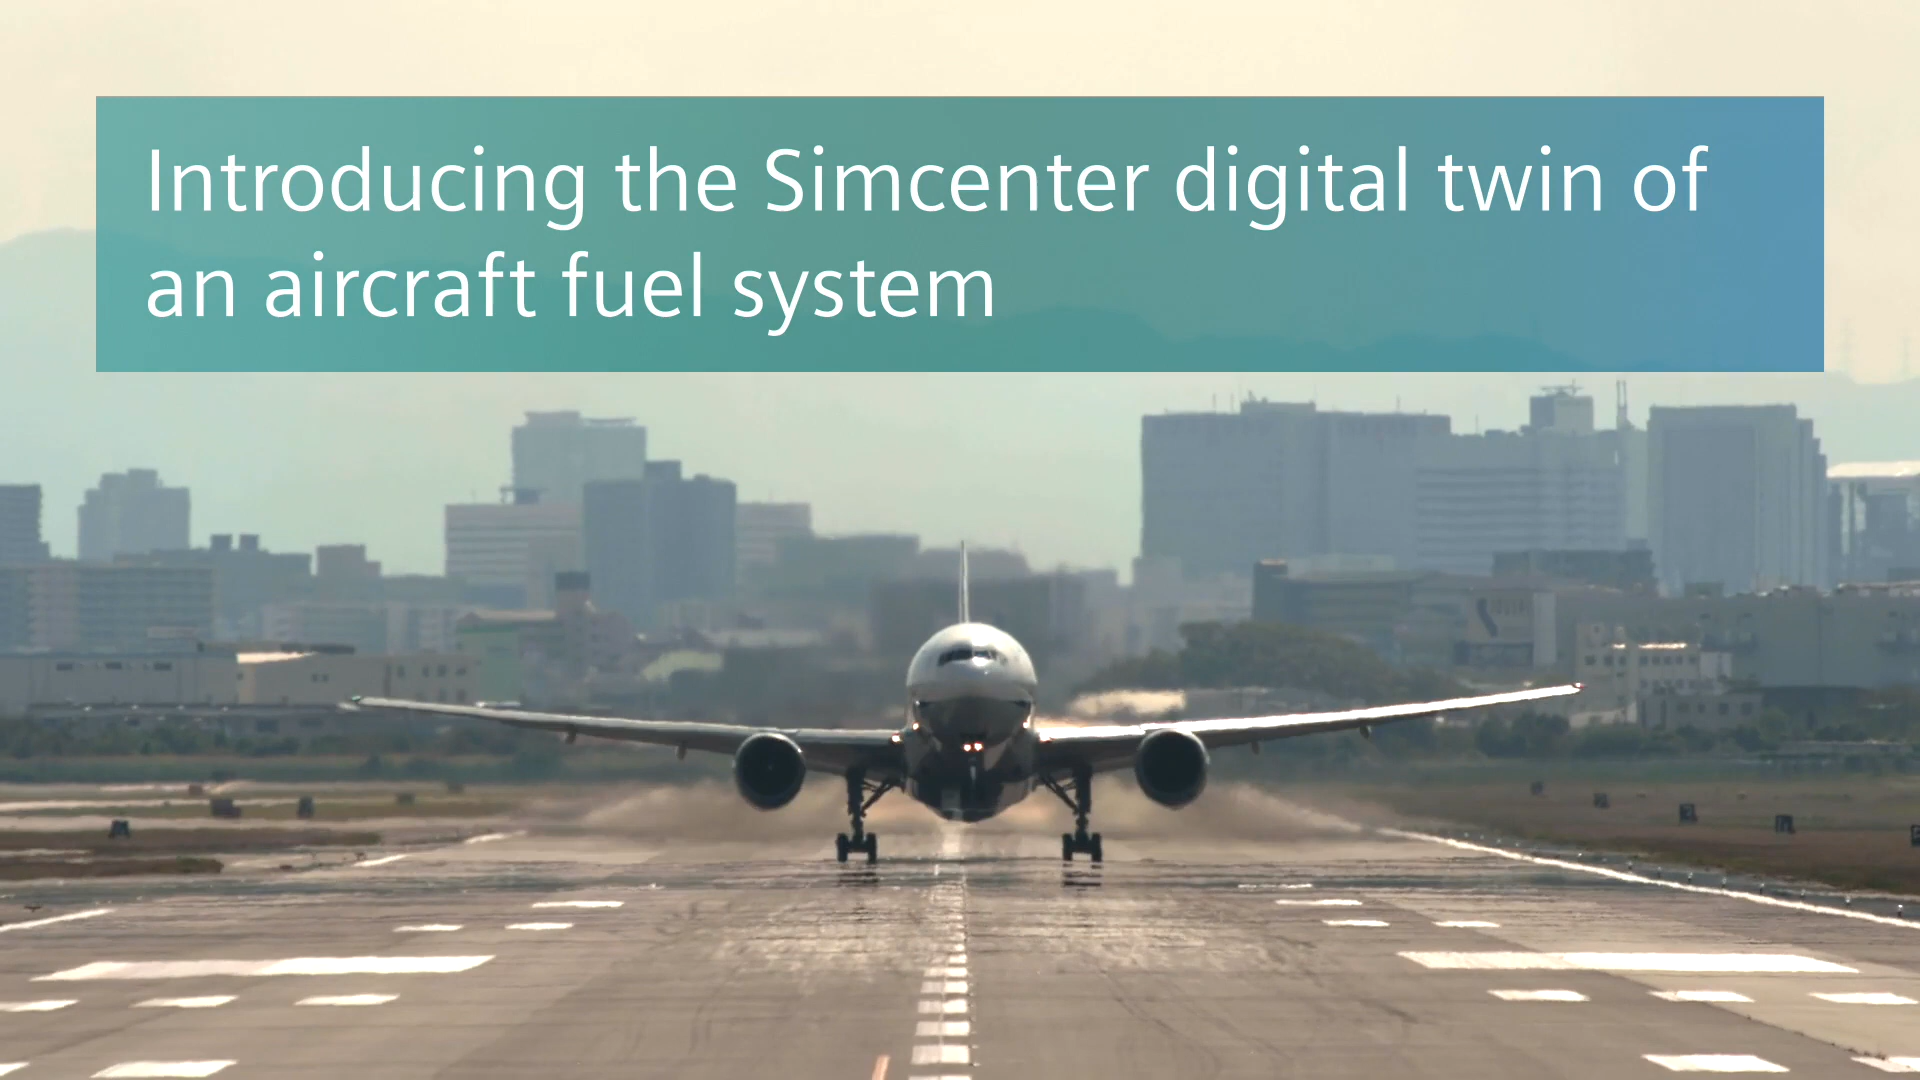 Introducing the Simcenter digital twin of
an aircraft fuel system